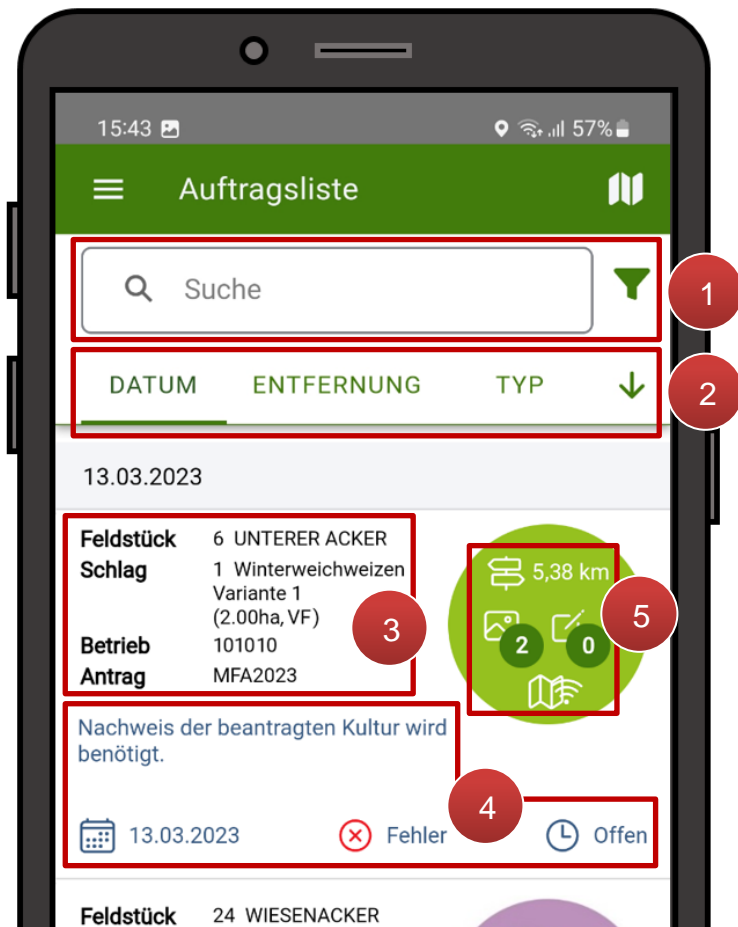 15:43 57%
Auftragsliste
Suche
1
DATUM ENTFERNUNG TYP
2
13.03.2023
Feldstück 6 UNTERER ACKER
Schlag 1 Winterweichweizen
Variante 1
(2.00ha, VF)
Betrieb 101010
Antrag MFA2023
3
5,38 km
2 0
5
Nachweis der beantragten Kultur wird
benötigt.
4
13.03.2023 Fehler Offen
Feldstück 24 WIESENACKER